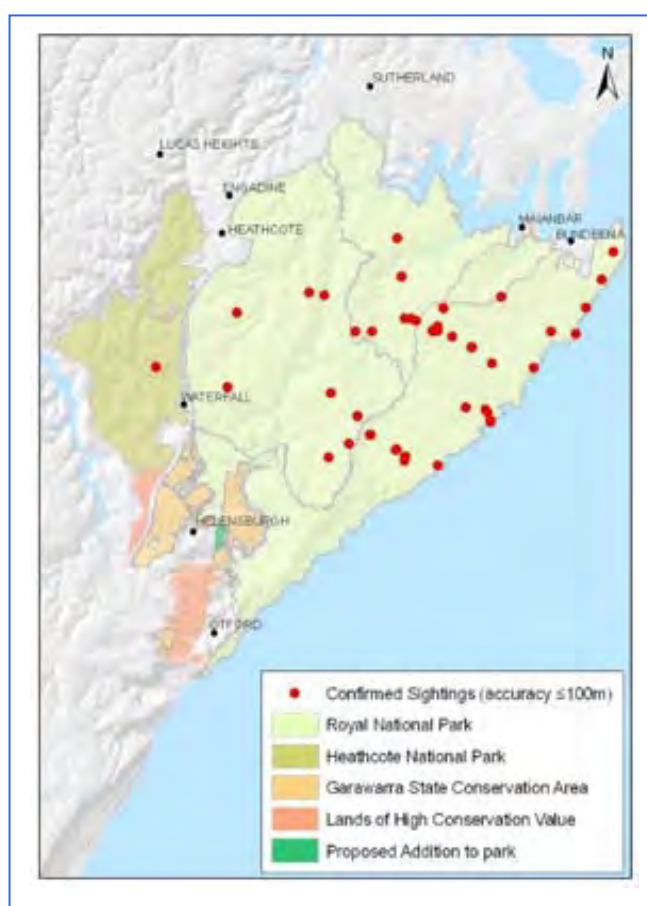 N
SUTHERLAND
LUCAS HEIGHTS
ENGADINE
HEATHCOTE
MAIANBAR
BUNDEENA
WATERFALL
HELENSBURGH
OTFORD
Confirmed Sightings (accuracy ≤100m)
Royal National Park
Heathcote National Park
Garawarra State Conservation Area
Lands of High Conservation Value
Proposed Addition to park